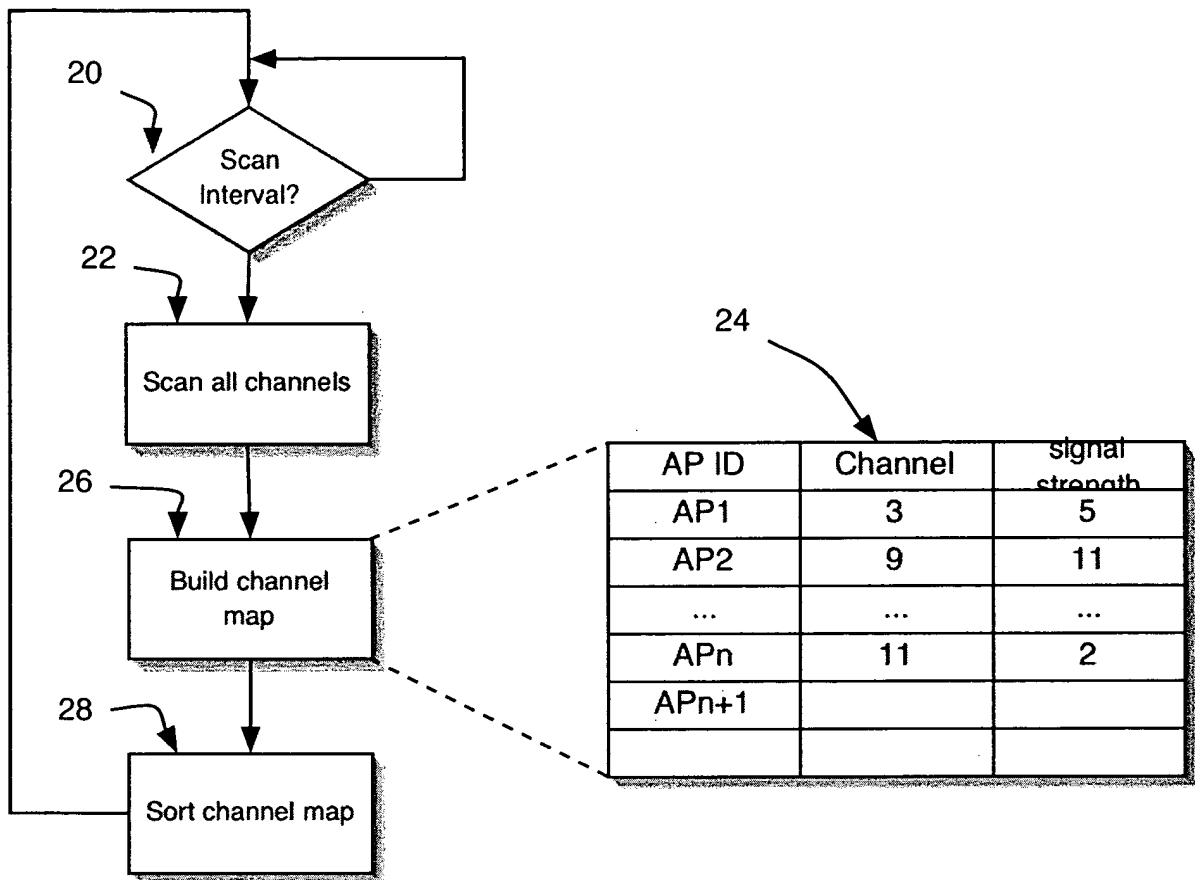 20
Scan
Interval?
22
Scan all channels
24
26
Build channel
map
28
Sort channel map
AP ID Channel signal
strength
AP1 3 5
AP2 9 11
... ... ...
APn 11 2
APn+1